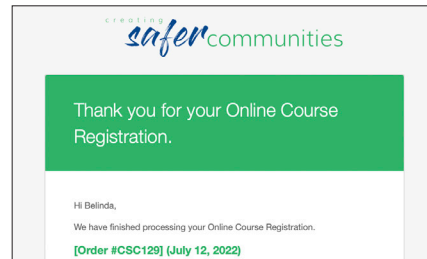 creating
safer communities
Thank you for your Online Course
Registration.
Hi Belinda,
We have finished processing your Online Course Registration.
[Order #CSC129] (July 12, 2022)